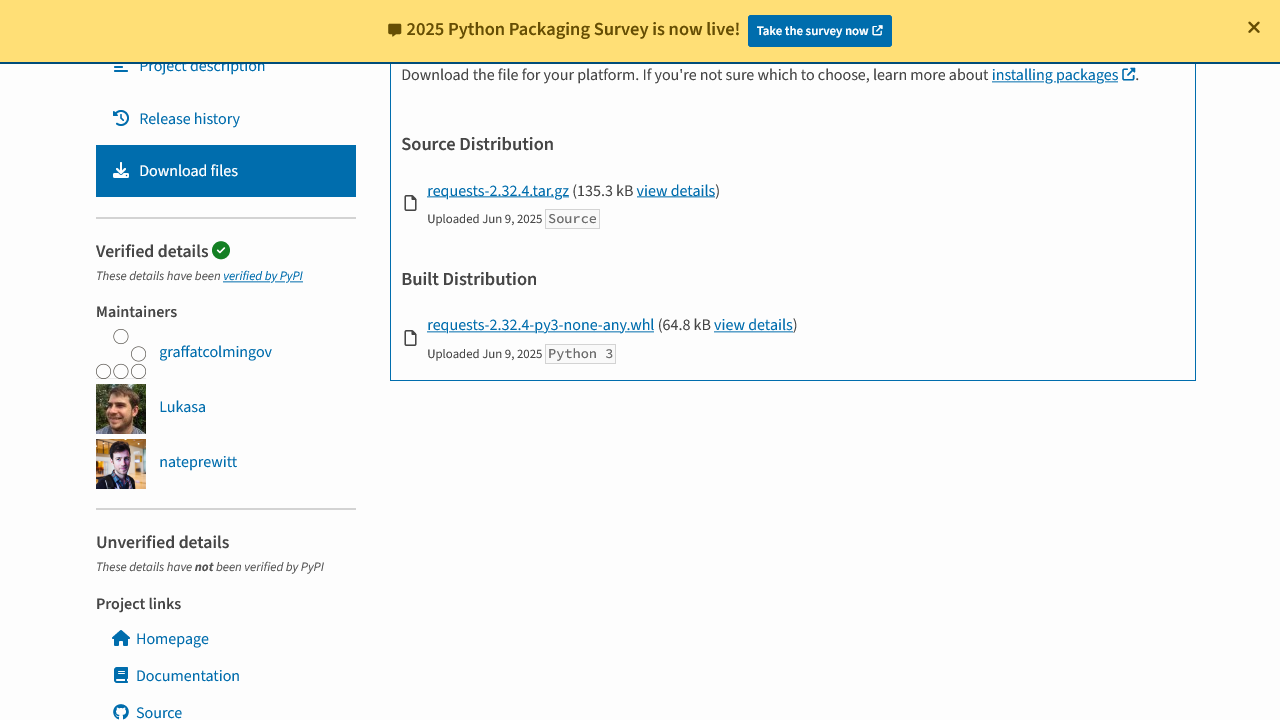 2025 Python Packaging Survey is now live! Take the survey now
Project description
Release history
Download files
Verified details
These details have been verified by PyPI
Maintainers
graffatcolmingov
Lukasa
nateprewitt
Unverified details
These details have not been verified by PyPI
Project links
Homepage
Documentation
Source
Download the file for your platform. If you're not sure which to choose, learn more about installing packages.
Source Distribution
requests-2.32.4.tar.gz (135.3 kB view details)
Uploaded Jun 9, 2025 Source
Built Distribution
requests-2.32.4-py3-none-any.whl (64.8 kB view details)
Uploaded Jun 9, 2025 Python 3